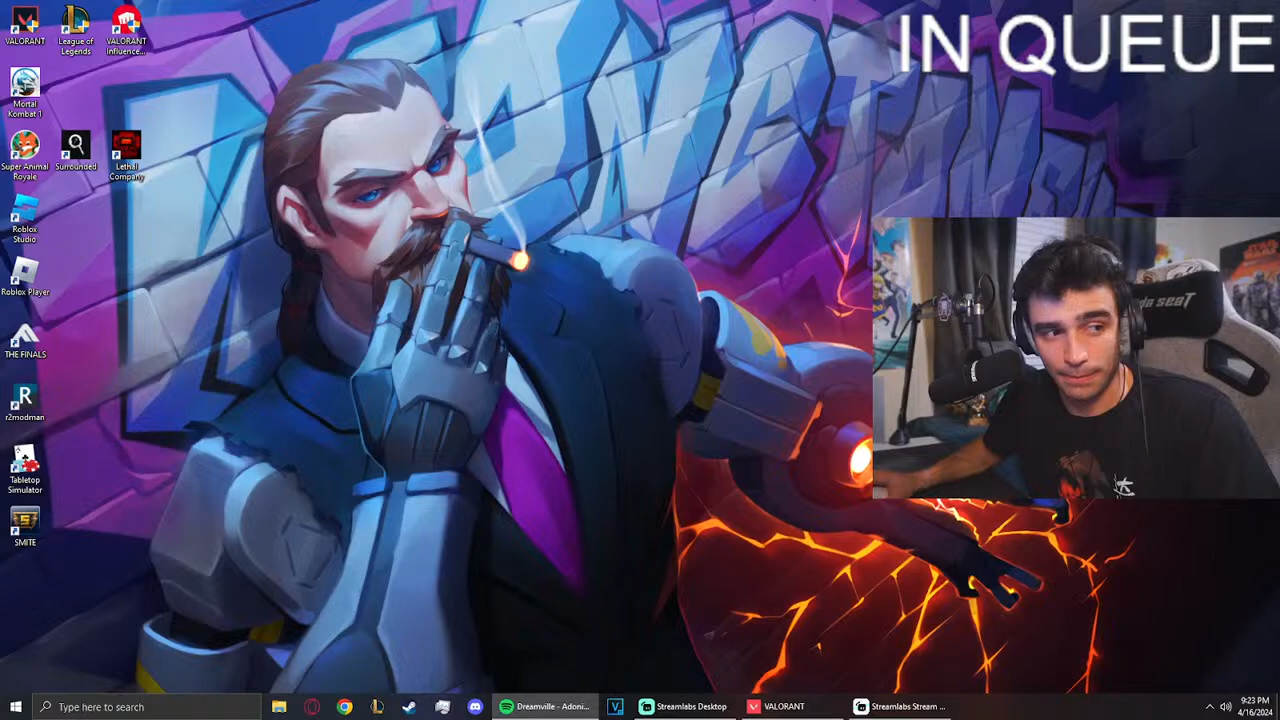 IN QUEUE
VALORANT
League of
Legends
VALORANT
Influence...
Mortal
Kombat 1
Super Animal
Royale
Surrounded
Lethal
Company
Roblox
Studio
Roblox Player
THE FINALS
R
r2modman
Tabletop
Simulator
SMITE
Type here to search
Dreamville - Adoni...
V
Streamlabs Desktop
VALORANT
Streamlabs Stream ...
9:23 PM
4/16/2024